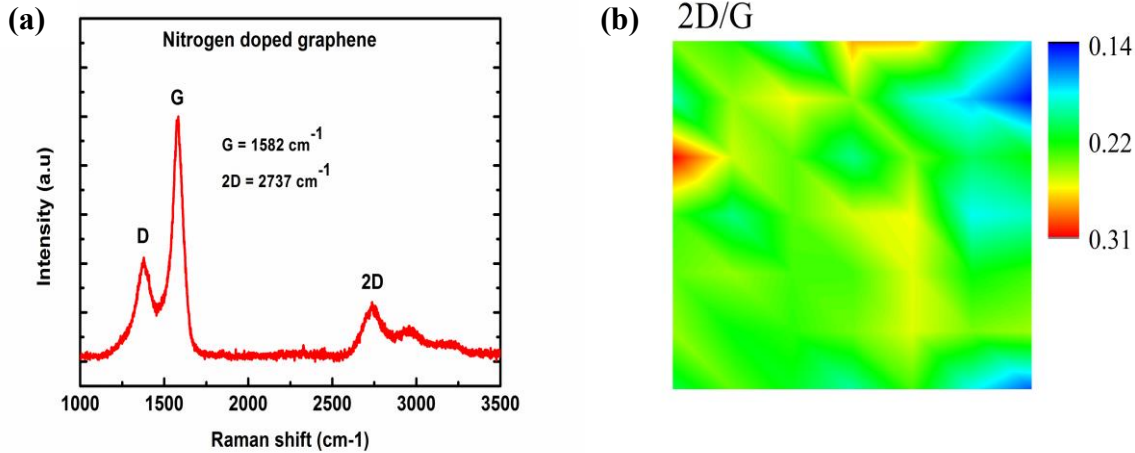 (a)
Nitrogen doped graphene
G
G = 1582 cm-1
2D = 2737 cm-1
D
2D
Intensity (a.u)
1000 1500 2000 2500 3000 3500
Raman shift (cm-1)
(b)
2D/G
0.14
0.22
0.31